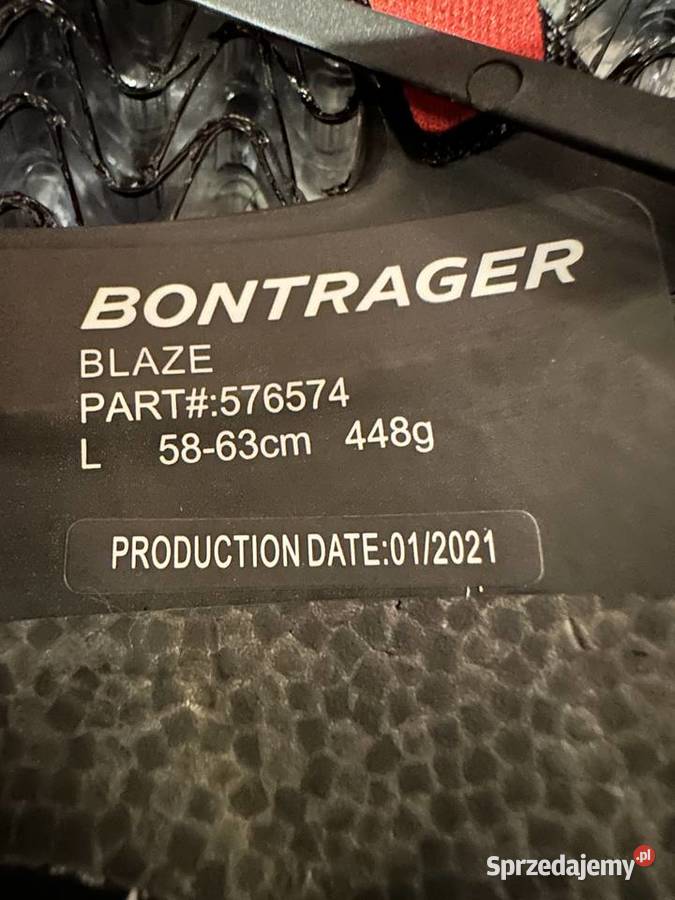 BONTRAGER
BLAZE
PART#:576574
L 58-63cm 448g
PRODUCTION DATE:01/2021
Sprzedajemy.pl